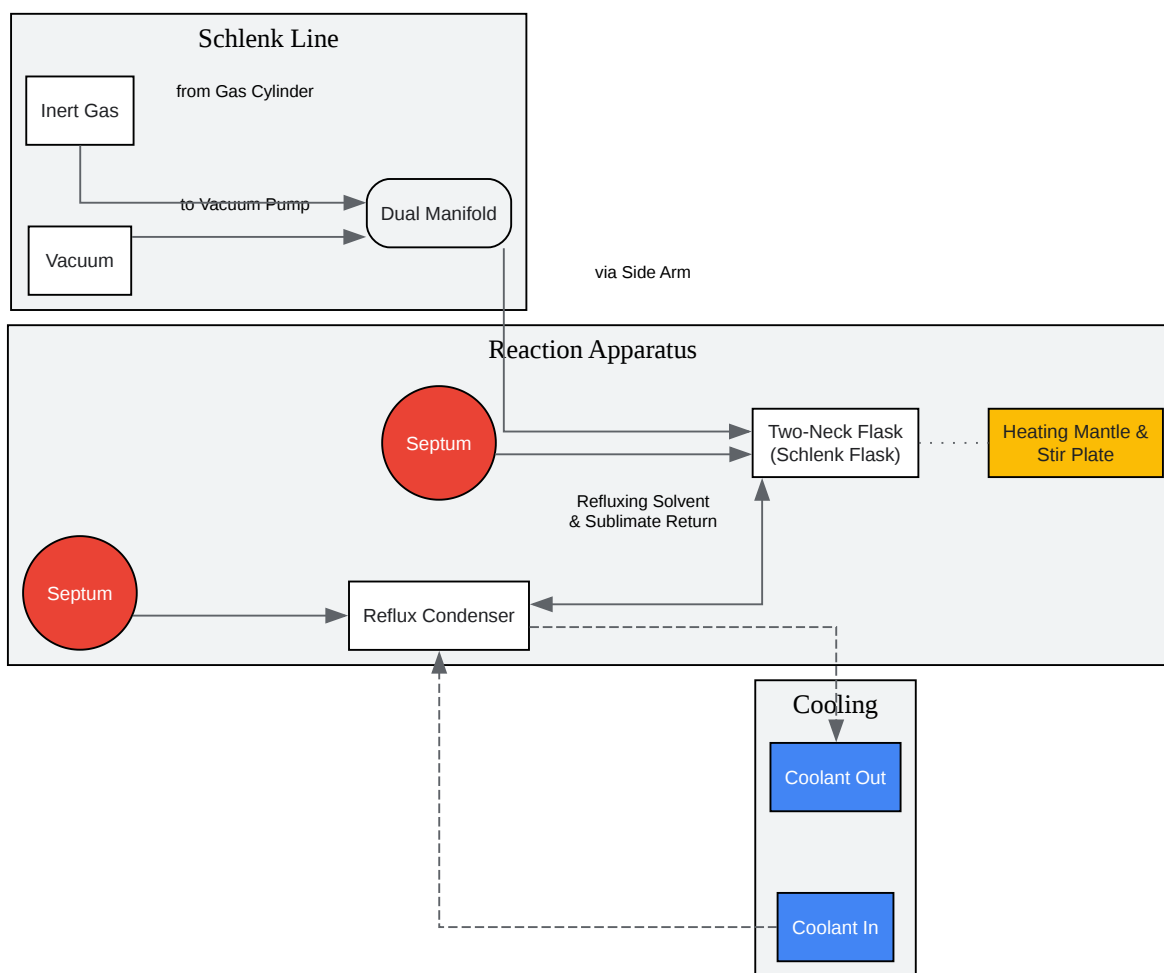 Schlenk Line
from Gas Cylinder
Inert Gas
to Vacuum Pump
Dual Manifold
Vacuum
via Side Arm
Reaction Apparatus
Septum
Two-Neck Flask
(Schlenk Flask)
Heating Mantle &
Stir Plate
Refluxing Solvent
& Sublimate Return
Septum
Reflux Condenser
Cooling
Coolant Out
Coolant In